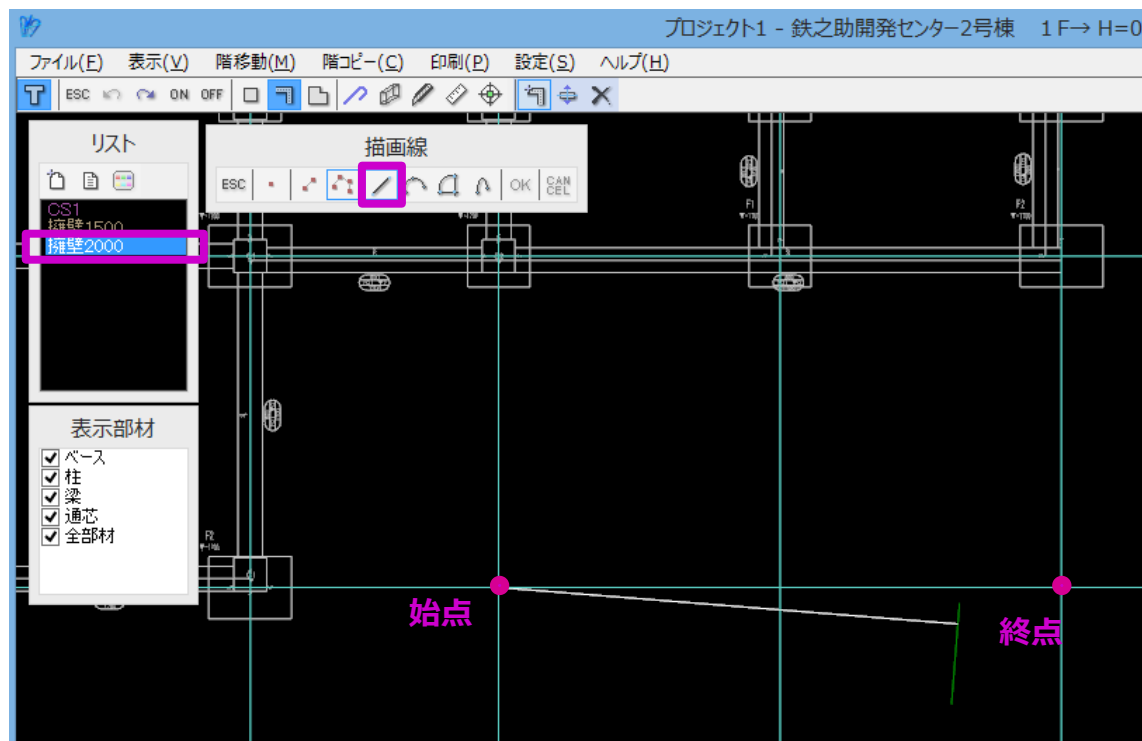 プロジェクト1 - 鉄之助開発センター2号棟　1F→ H=0
ファイル(F)　表示(V)　階移動(M)　階コピー(C)　印刷(P)　設定(S)　ヘルプ(H)
ESC ON OFF
リスト
描画線
ESC OK CAN
CEL
CS1
擁壁1500
擁壁2000
F1
F2
表示部材
ベース
柱
梁
通芯
全部材
F2
始点
終点